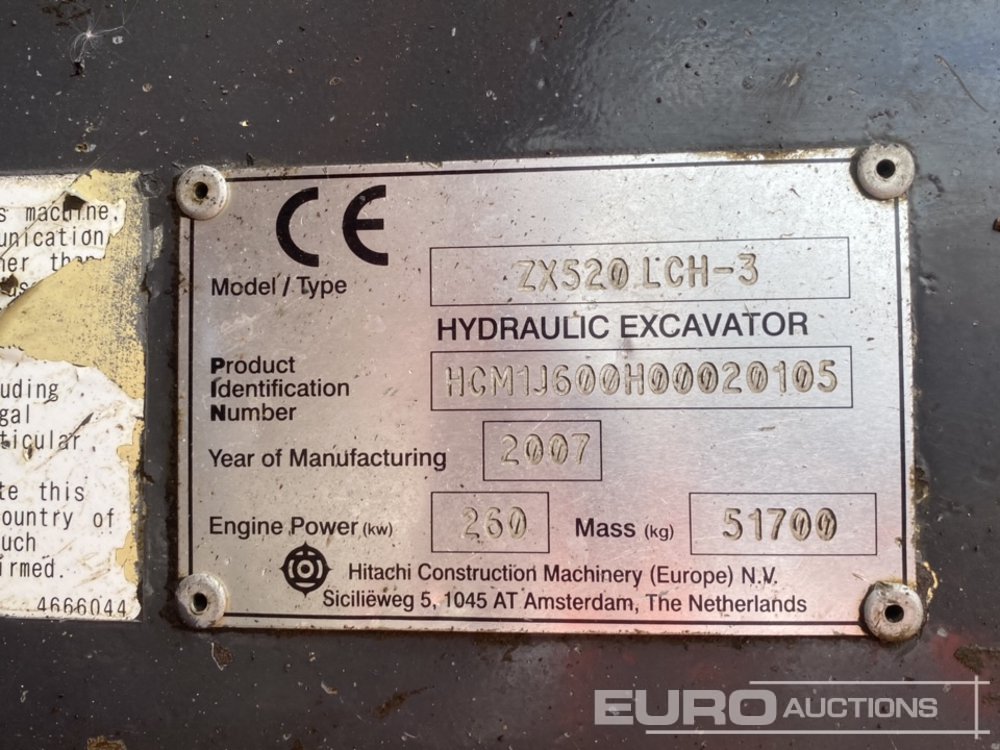 s machine,
unication
her than
uding
gal
ticular
te this
ountry of
uch
irmed.
4666044
CE
Model / Type ZX520LCH-3
HYDRAULIC EXCAVATOR
Product
Identification HCM1J600H00020105
Number
Year of Manufacturing 2007
Engine Power (kw) 260 Mass (kg) 51700
Hitachi Construction Machinery (Europe) N.V.
Siciliëweg 5, 1045 AT Amsterdam, The Netherlands
EURO AUCTIONS